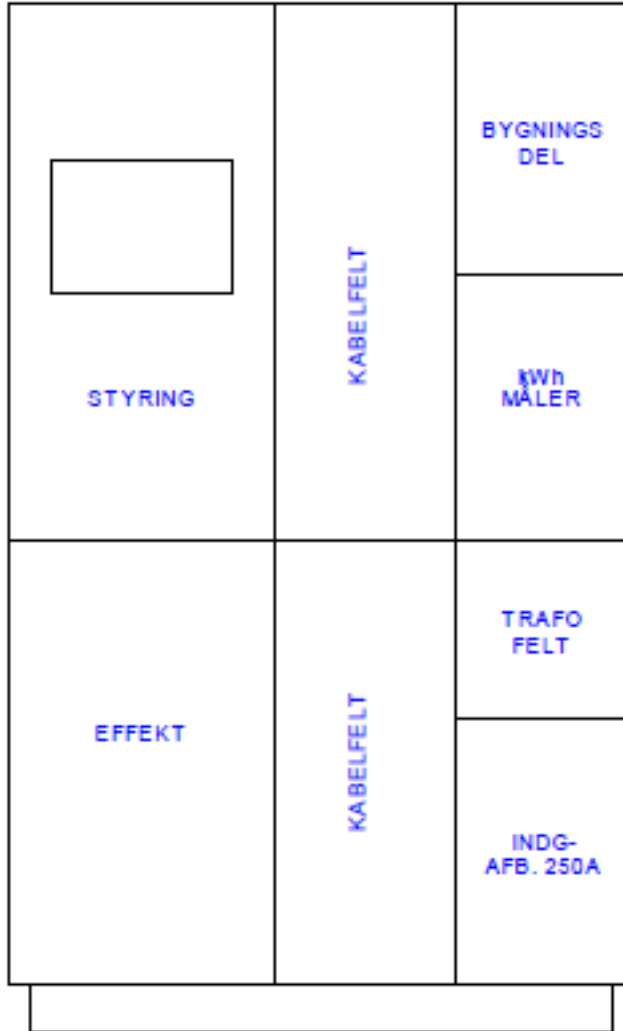 BYGNINGS
DEL
KABELFELT
kWh
MÅLER
STYRING
TRAFO
FELT
EFFEKT
KABELFELT
INDG-
AFB. 250A